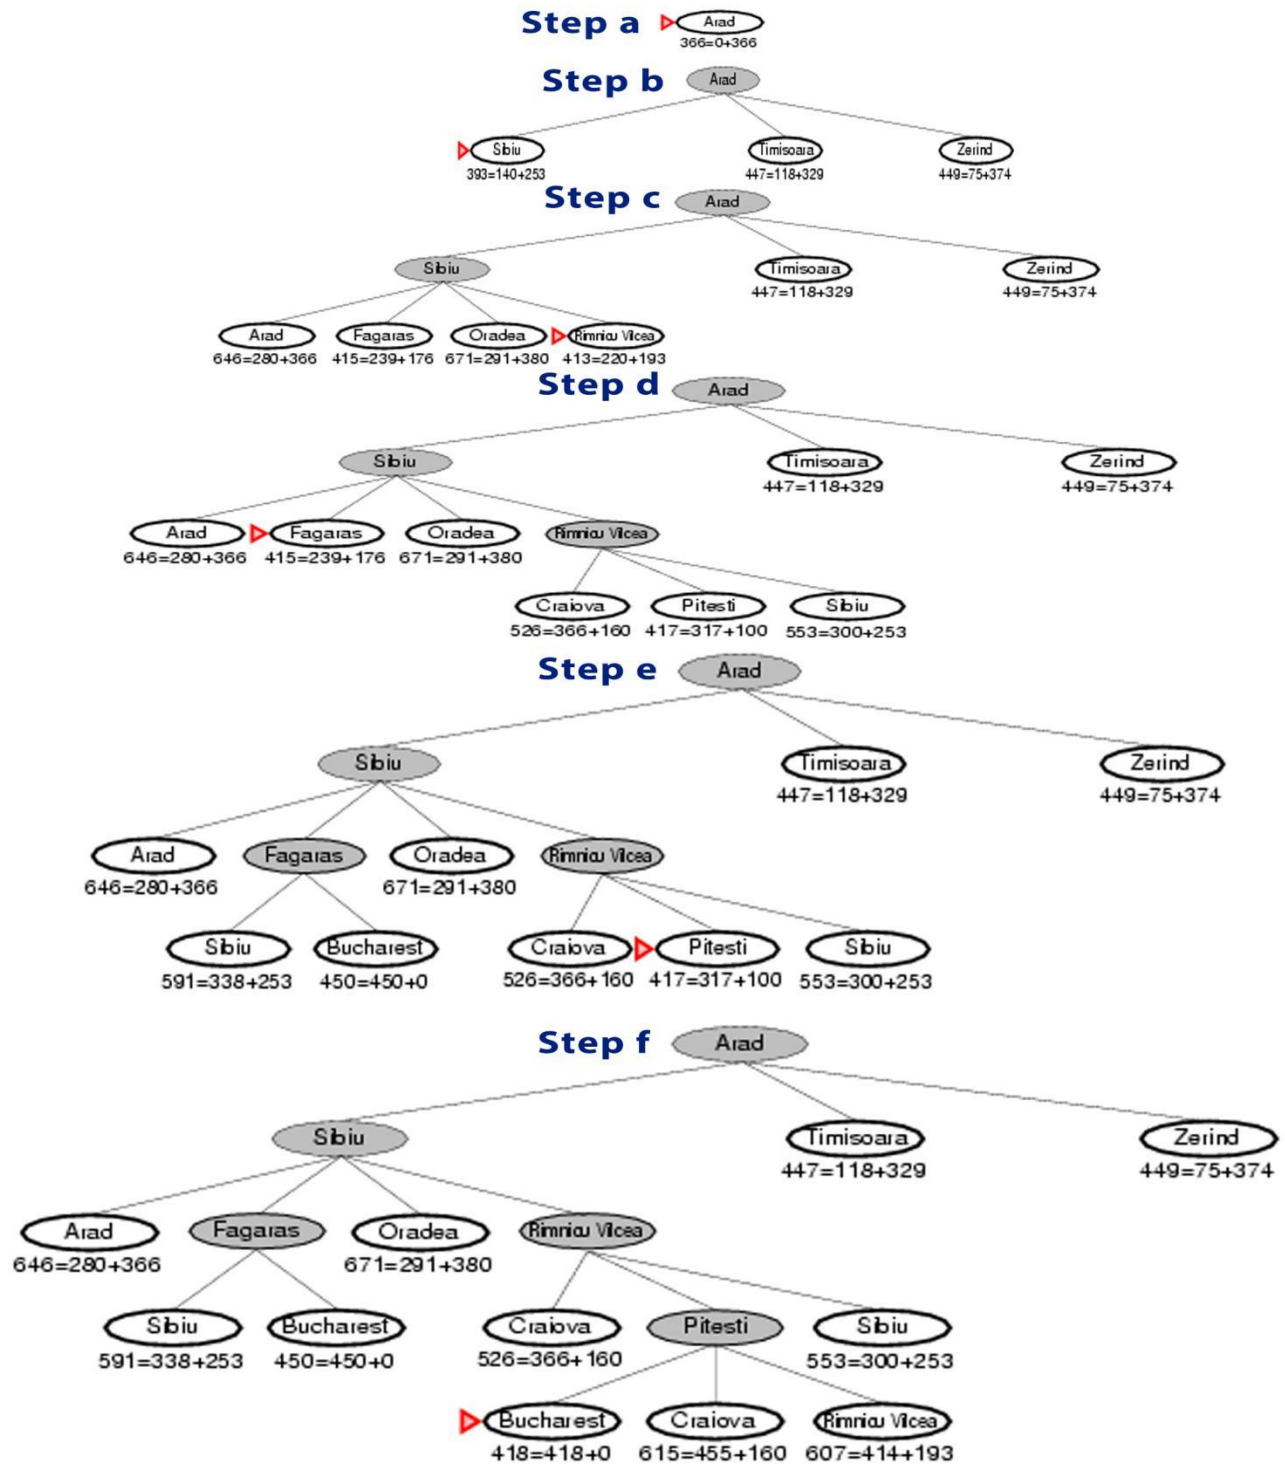 Step a Arad
366=0+366
Step b Arad
Sibiu Timisoara Zerind
393=140+253 447=118+329 449=75+374
Step c Arad
Sibiu Timisoara Zerind
447=118+329 449=75+374
Arad Fagaras Oradea Rimnicu Vilcea
646=280+366 415=239+176 671=291+380 413=220+193
Step d Arad
Sibiu Timisoara Zerind
447=118+329 449=75+374
Arad Fagaras Oradea Rimnicu Vilcea
646=280+366 415=239+176 671=291+380
Craiova Pitesti Sibiu
526=366+160 417=317+100 553=300+253
Step e Arad
Sibiu Timisoara Zerind
447=118+329 449=75+374
Arad Fagaras Oradea Rimnicu Vilcea
646=280+366 671=291+380
Sibiu Bucharest Craiova Pitesti Sibiu
591=338+253 450=450+0 526=366+160 417=317+100 553=300+253
Step f Arad
Sibiu Timisoara Zerind
447=118+329 449=75+374
Arad Fagaras Oradea Rimnicu Vilcea
646=280+366 671=291+380
Sibiu Bucharest Craiova Pitesti Sibiu
591=338+253 450=450+0 526=366+160 553=300+253
Bucharest Craiova Rimnicu Vilcea
418=418+0 615=455+160 607=414+193